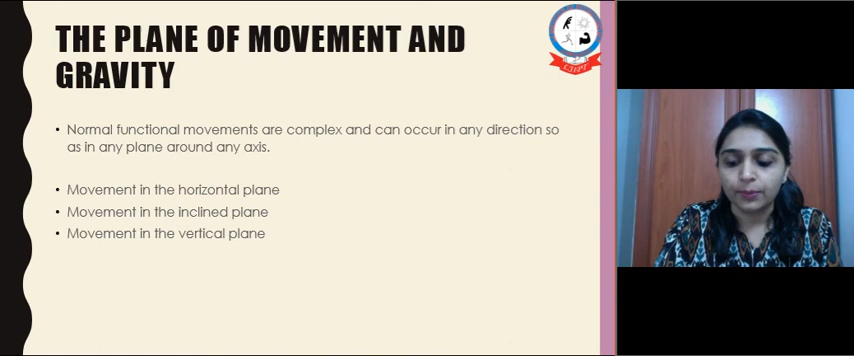 THE PLANE OF MOVEMENT AND
GRAVITY
• Normal functional movements are complex and can occur in any direction so
as in any plane around any axis.
• Movement in the horizontal plane
• Movement in the inclined plane
• Movement in the vertical plane